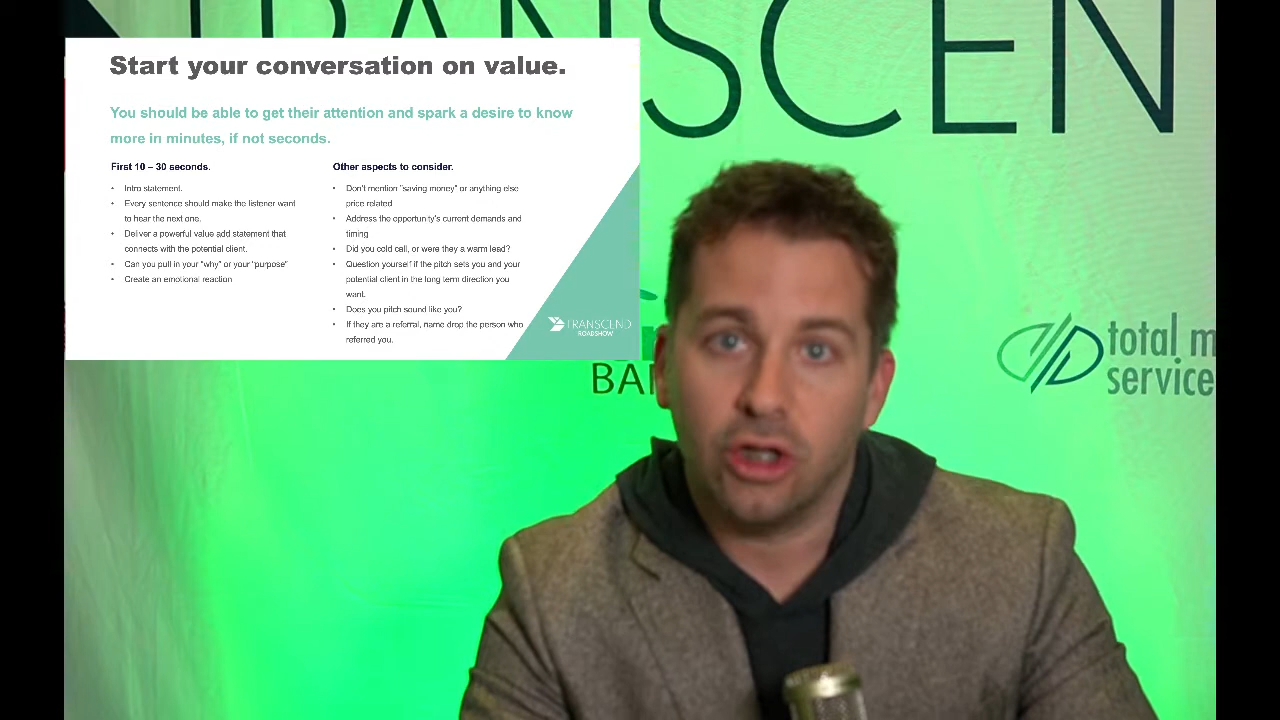 TRANSCEN
Start your conversation on value.
You should be able to get their attention and spark a desire to know
more in minutes, if not seconds.
First 10 – 30 seconds.
• Intro statement.
• Every sentence should make the listener want
to hear the next one.
• Deliver a powerful value add statement that
connects with the potential client.
• Can you pull in your "why" or your "purpose"
• Create an emotional reaction
Other aspects to consider.
• Don't mention "saving money" or anything else
price related
• Address the opportunity's current demands and
timing
• Did you cold call, or were they a warm lead?
• Question yourself if the pitch sets you and your
potential client in the long term direction you
want.
• Does you pitch sound like you?
• If they are a referral, name drop the person who
referred you.
TRANSCEND
ROADSHOW
BA
total m
service